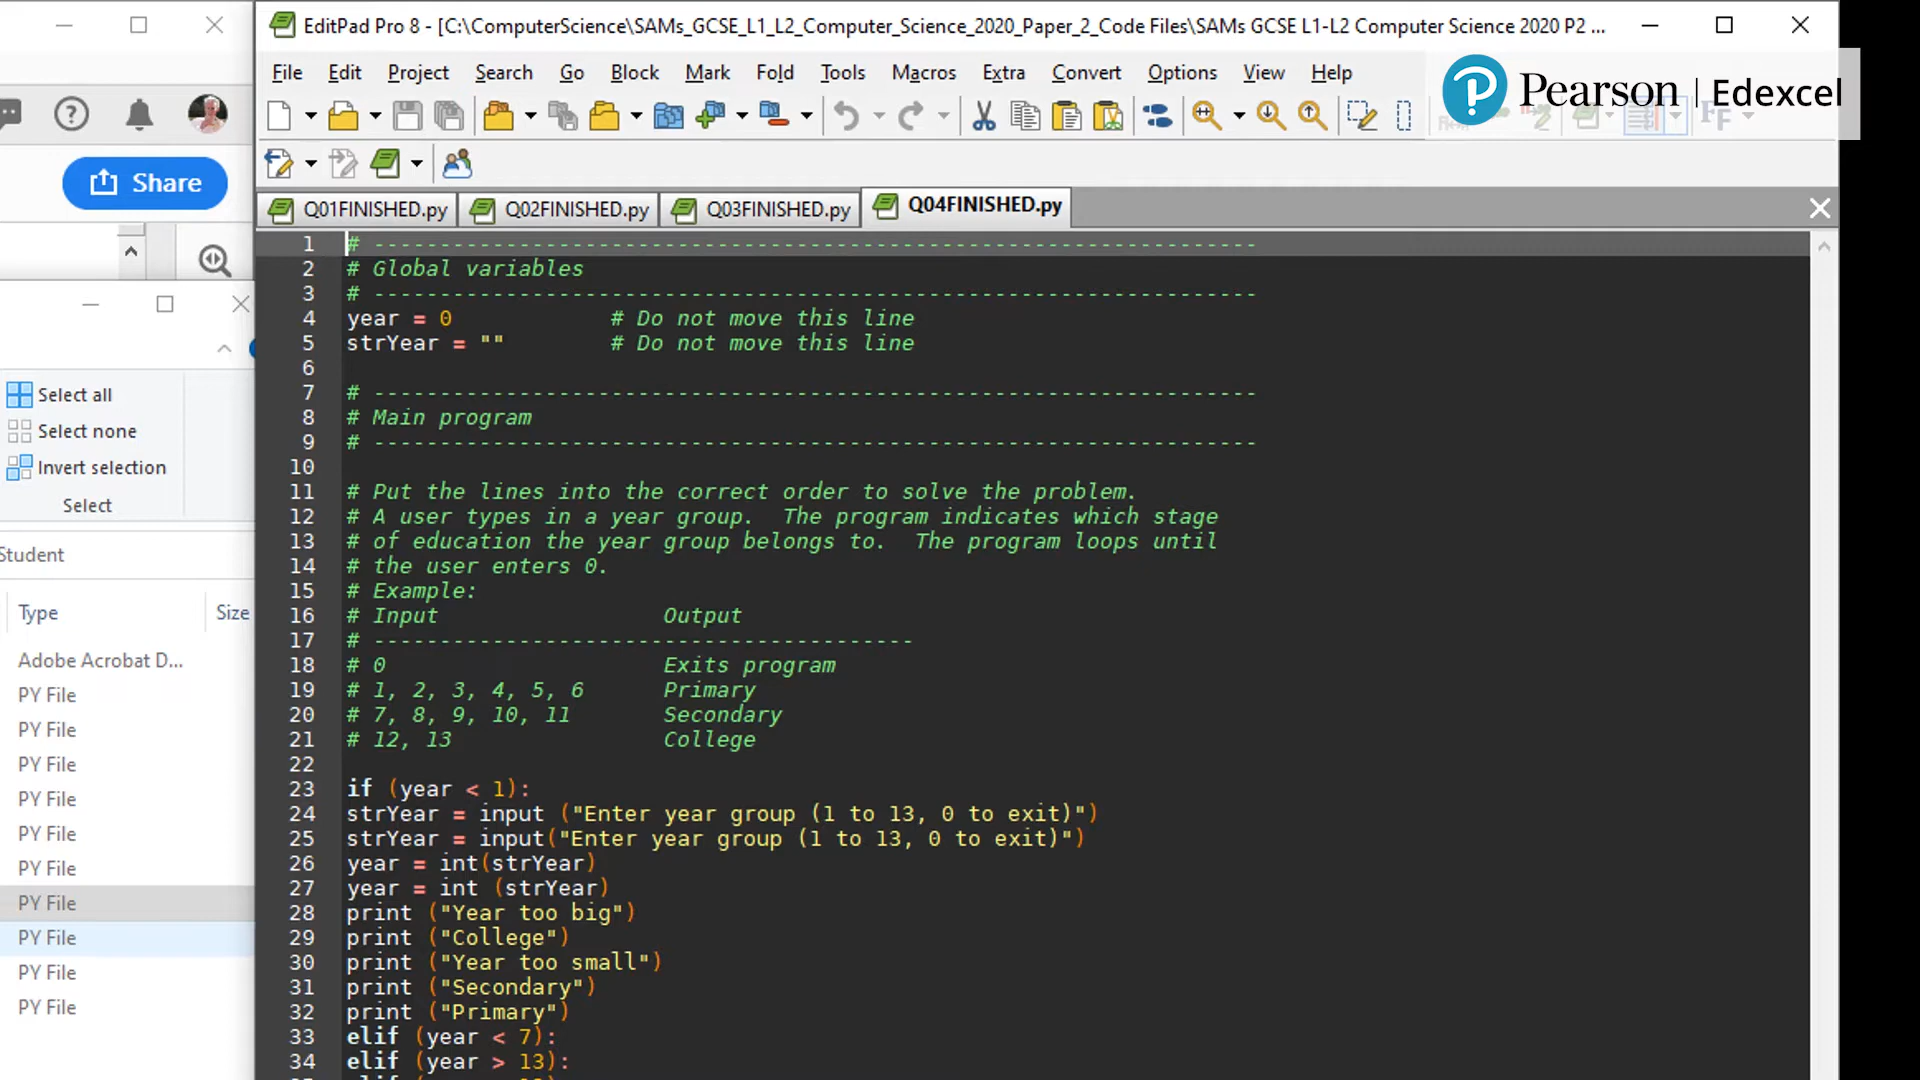 EditPad Pro 8 - [C:\ComputerScience\SAMs_GCSE_L1_L2_Computer_Science_2020_Paper_2_Code Files\SAMs GCSE L1-L2 Computer Science 2020 P2 ...
File Edit Project Search Go Block Mark Fold Tools Macros Extra Convert Options View Help
Pearson | Edexcel
Share
Q01FINISHED.py Q02FINISHED.py Q03FINISHED.py Q04FINISHED.py
Select all
Select none
Invert selection
Select
Student
Type Size
Adobe Acrobat D...
PY File
PY File
PY File
PY File
PY File
PY File
PY File
PY File
PY File
PY File
1 # -------------------------------------------------------------------
2 # Global variables
3 # -------------------------------------------------------------------
4 year = 0 # Do not move this line
5 strYear = "" # Do not move this line
6
7 # -------------------------------------------------------------------
8 # Main program
9 # -------------------------------------------------------------------
10
11 # Put the lines into the correct order to solve the problem.
12 # A user types in a year group. The program indicates which stage
13 # of education the year group belongs to. The program loops until
14 # the user enters 0.
15 # Example:
16 # Input Output
17 # -----------------------------------------
18 # 0 Exits program
19 # 1, 2, 3, 4, 5, 6 Primary
20 # 7, 8, 9, 10, 11 Secondary
21 # 12, 13 College
22
23 if (year < 1):
24 strYear = input ("Enter year group (1 to 13, 0 to exit)")
25 strYear = input("Enter year group (1 to 13, 0 to exit)")
26 year = int(strYear)
27 year = int (strYear)
28 print ("Year too big")
29 print ("College")
30 print ("Year too small")
31 print ("Secondary")
32 print ("Primary")
33 elif (year < 7):
34 elif (year > 13):